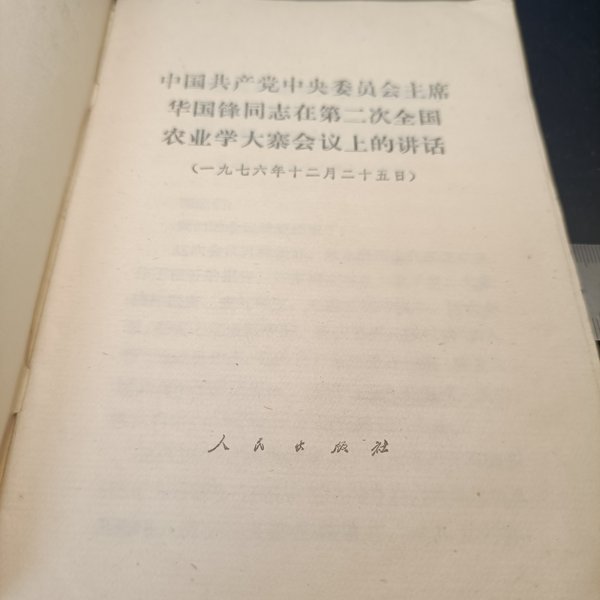 中国共产党中央委员会主席
华国锋同志在第二次全国
农业学大寨会议上的讲话
(一九七六年十二月二十五日)
人民出版社